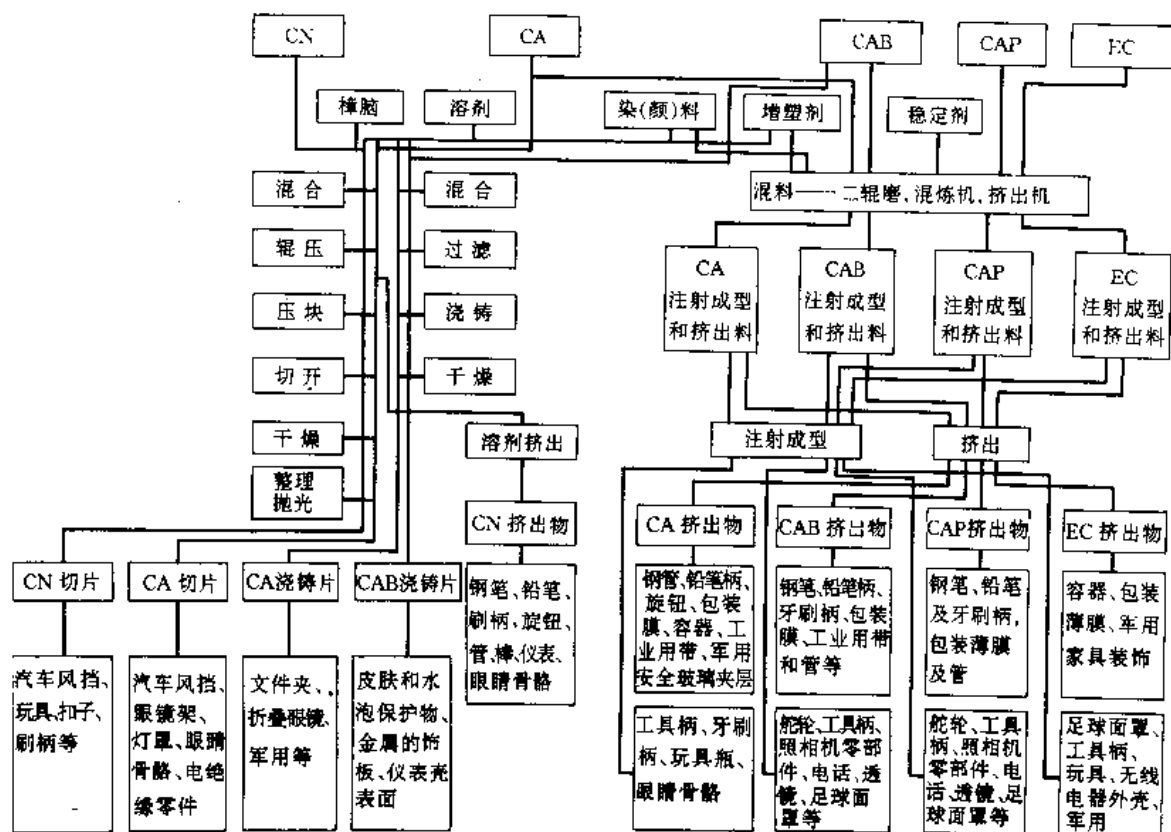 CN
CA
CAB
CAP
EC
樟脑
溶剂
染(颜)料
增塑剂
稳定剂
混合
混合
混料——二辊磨,混炼机,挤出机
辊压
过滤
CA
注射成型
和挤出料
CAB
注射成型
和挤出料
CAP
注射成型
和挤出料
EC
注射成型
和挤出料
压块
浇铸
切开
干燥
干燥
溶剂挤出
注射成型
挤出
整理
抛光
CN 挤出物
CA 挤出物
CAB 挤出物
CAP挤出物
EC 挤出物
CN 切片
CA 切片
CA浇铸片
CAB浇铸片
钢笔、铅笔、
刷柄、旋钮、
管、棒、仪表、
眼睛骨骼
钢管、铅笔柄、
旋钮、包装
膜、容器、工
业用带、军用
安全玻璃夹层
钢笔、铅笔柄、
牙刷柄、包装
膜、工业用带
和管等
钢笔、铅笔
及牙刷柄,
包装薄膜
及管
容器、包装
薄膜、军用
家具装饰
汽车风挡、
玩具、扣子、
刷柄等
汽车风挡、
眼镜架、
灯罩、眼睛
骨骼、电绝
缘零件
文件夹、
折叠眼镜、
军用等
皮肤和水
泡保护物、
金属的饰
板、仪表壳
表面
工具柄、牙刷
柄、玩具瓶、
眼睛骨骼
舵轮、工具柄、
照相机零部
件、电话、透
镜、足球面
罩等
舵轮、工具
柄、照相机
零部件、电
话、透镜、足
球面罩等
足球面罩、
工具柄、
玩具、无线
电器外壳、
军用